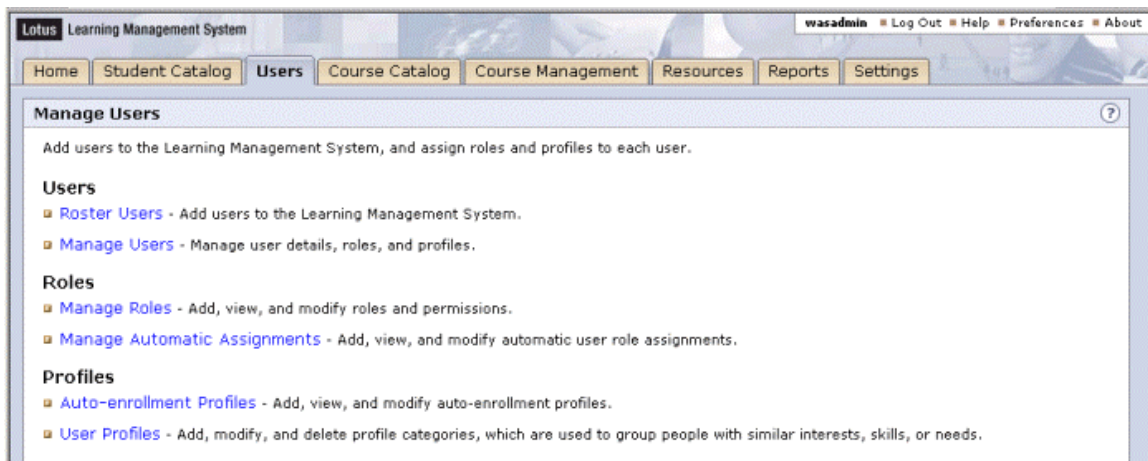 Lotus Learning Management System
wasadmin Log Out Help Preferences About
Home Student Catalog Users Course Catalog Course Management Resources Reports Settings
Manage Users ?
Add users to the Learning Management System, and assign roles and profiles to each user.
Users
Roster Users - Add users to the Learning Management System.
Manage Users - Manage user details, roles, and profiles.
Roles
Manage Roles - Add, view, and modify roles and permissions.
Manage Automatic Assignments - Add, view, and modify automatic user role assignments.
Profiles
Auto-enrollment Profiles - Add, view, and modify auto-enrollment profiles.
User Profiles - Add, modify, and delete profile categories, which are used to group people with similar interests, skills, or needs.